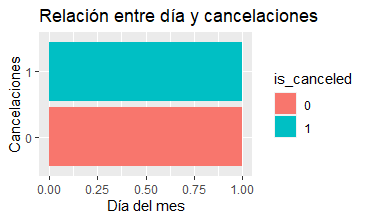 Relación entre día y cancelaciones
Cancelaciones
1
0
0.00 0.25 0.50 0.75 1.00
Día del mes
is_canceled
0
1